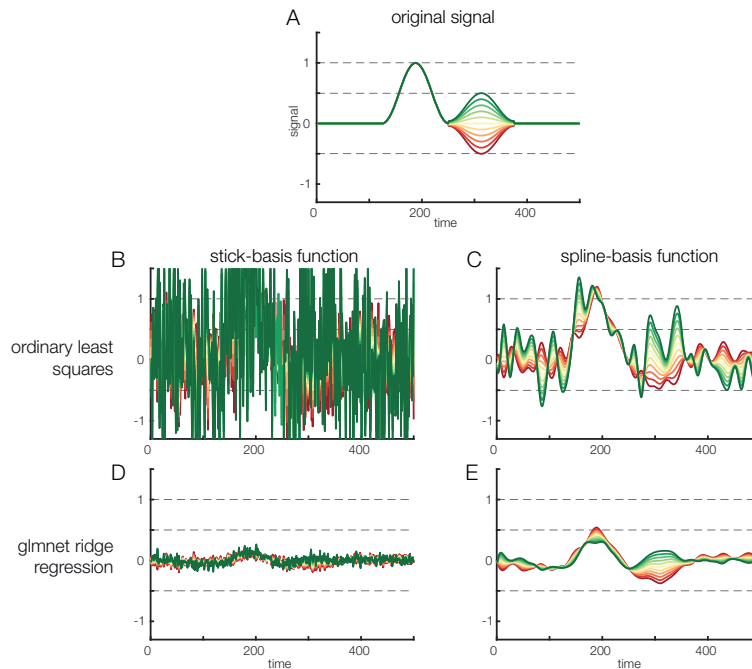 A
original signal
signal
1
0
-1
0
200
400
time
B
stick-basis function
C
spline-basis function
ordinary least
squares
1
0
-1
0
200
400
1
0
-1
0
200
400
D
E
glmnet ridge
regression
1
0
-1
0
200
400
time
1
0
-1
0
200
400
time